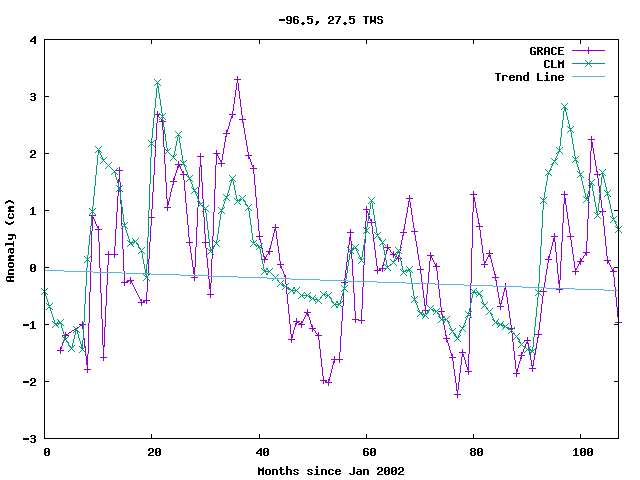 -96.5, 27.5 TWS
GRACE
CLM
Trend Line
4
3
2
1
0
-1
-2
-3
Anomaly (cm)
0 20 40 60 80 100
Months since Jan 2002